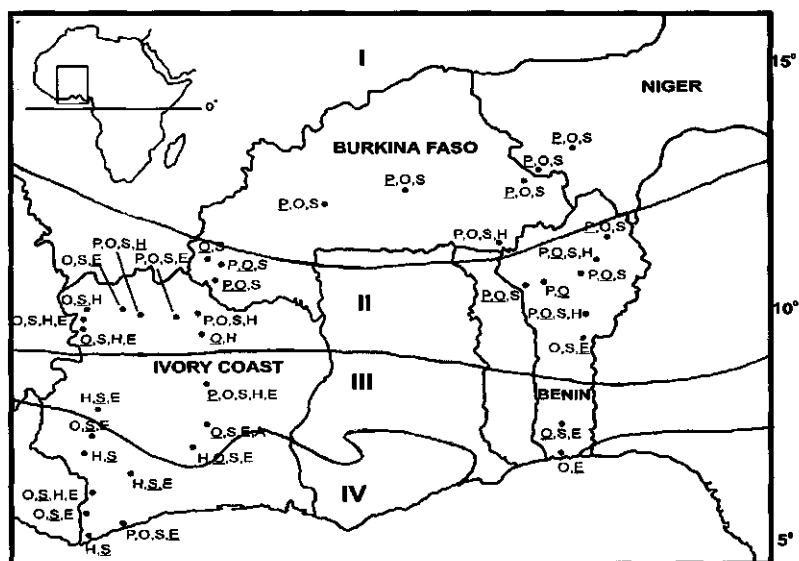 I
15°
NIGER
0°
BURKINA FASO
P,O,S
P,O,S
P,O,S
P,O,S
P,O,S
P,O,S,H
P,O,S
O,S
P,O,S,H
P,O,S,H
P,O,S,E
O,S,E
P,O,S
P,O,S
P,O,S
P,O
P,O,S
II
10°
O,S,H
O,S,H,E
P,O,S,H
P,O,S,H
O,S,H,E
O,H
O,S,E
IVORY COAST
III
P,O,S,H,E
BENIN
H,S,E
O,S,E
O,S,E,A
O,S,E
H,S
H,O,S,E
O,E
H,S,E
IV
O,S,H,E
O,S,E
P,O,S,E
H,S
5°